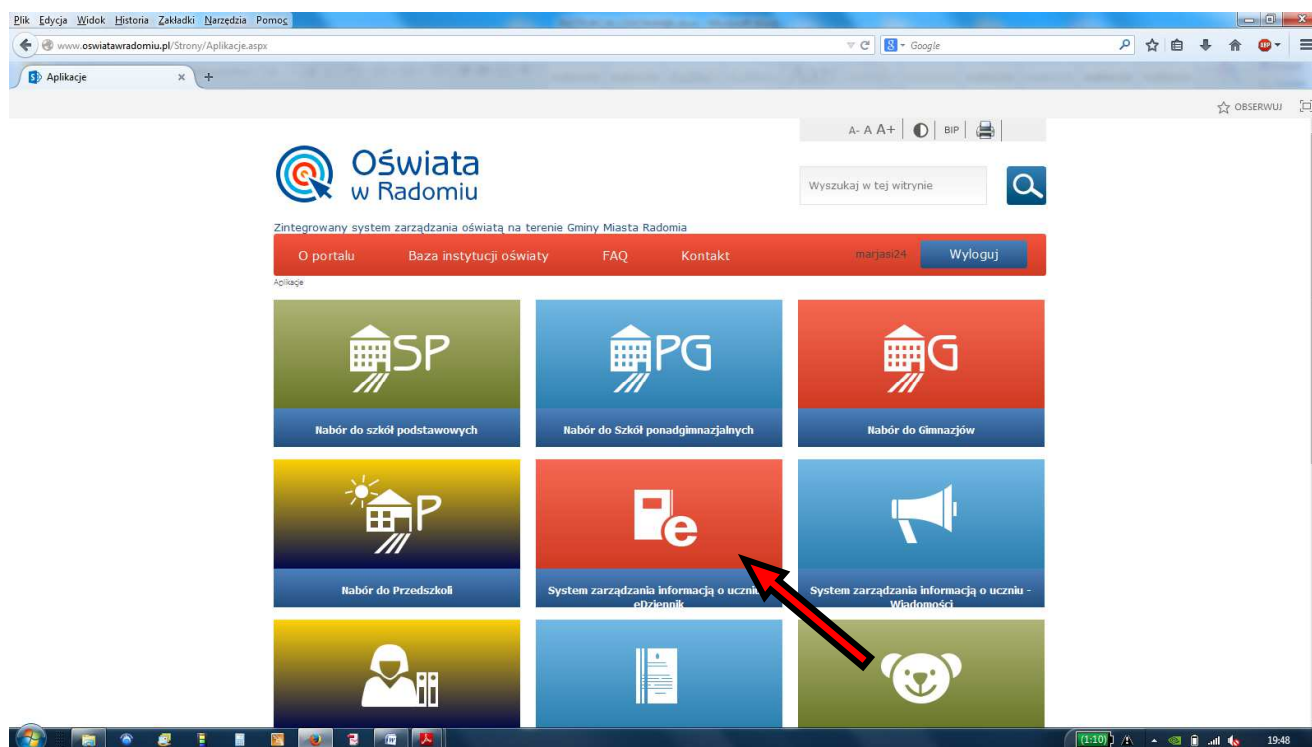 Plik Edycja Widok Historia Zakładki Narzędzia Pomoc
www.oswiatawradomiu.pl/Strony/Aplikacje.aspx
Google
Aplikacje
OBSERWUJ
A- A A+ BIP
Oświata
w Radomiu
Wyszukaj w tej witrynie
Zintegrowany system zarządzania oświatą na terenie Gminy Miasta Radomia
O portalu Baza instytucji oświaty FAQ Kontakt marjasi24 Wyloguj
Aplikacje
SP PG G
Nabór do szkół podstawowych Nabór do Szkół ponadgimnazjalnych Nabór do Gimnazjów
P e
Nabór do Przedszkoli
System zarządzania informacją o uczniu
eDziennik
System zarządzania informacją o uczniu -
Wiadomości
(1:10) 19:48